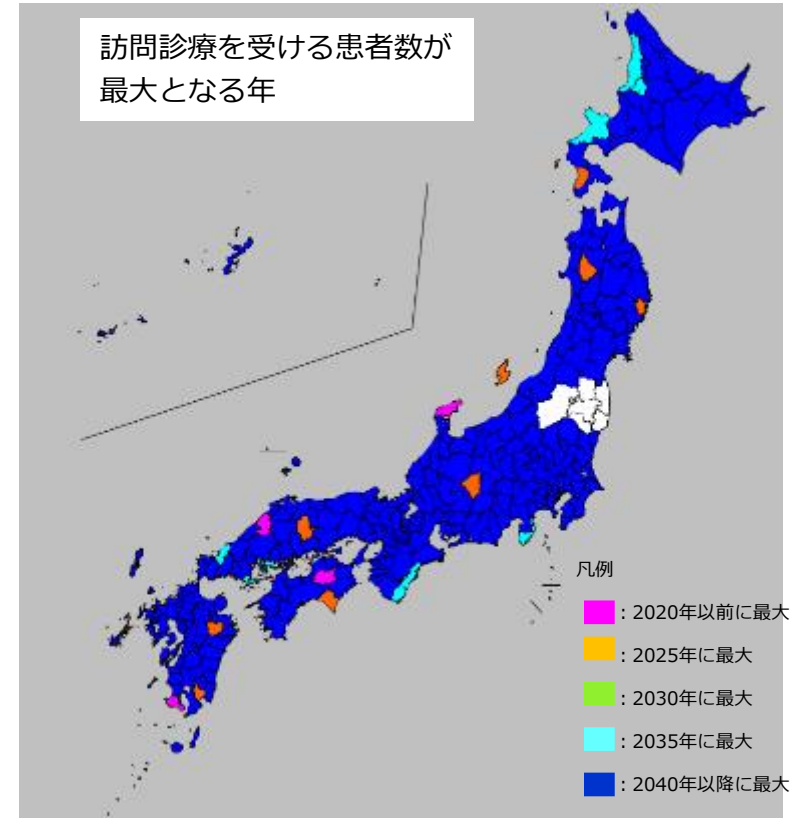 訪問診療を受ける患者数が
最大となる年
凡例
：2020年以前に最大
：2025年に最大
：2030年に最大
：2035年に最大
：2040年以降に最大